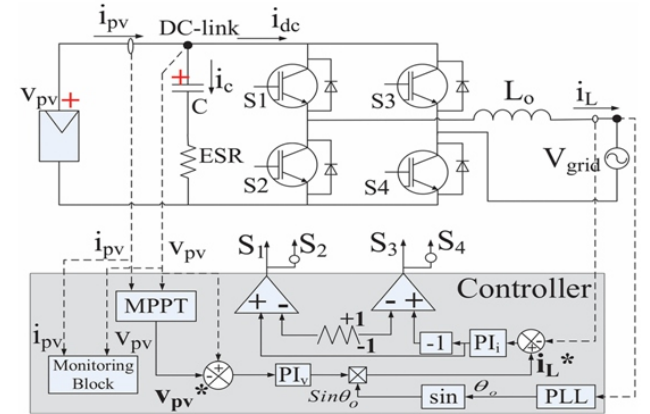 i_pv DC-link i_dc
v_pv + + i_c C S1 S3 L_o i_L
ESR S2 S4 V_grid
i_pv v_pv S_1 S_2 S_3 S_4
Controller
MPPT + - - +
+1
-1
-1 PI_i + -
i_pv v_pv
Monitoring
Block
v_pv* - + PI_v i_L*
Sinθ_o sin θ_o PLL